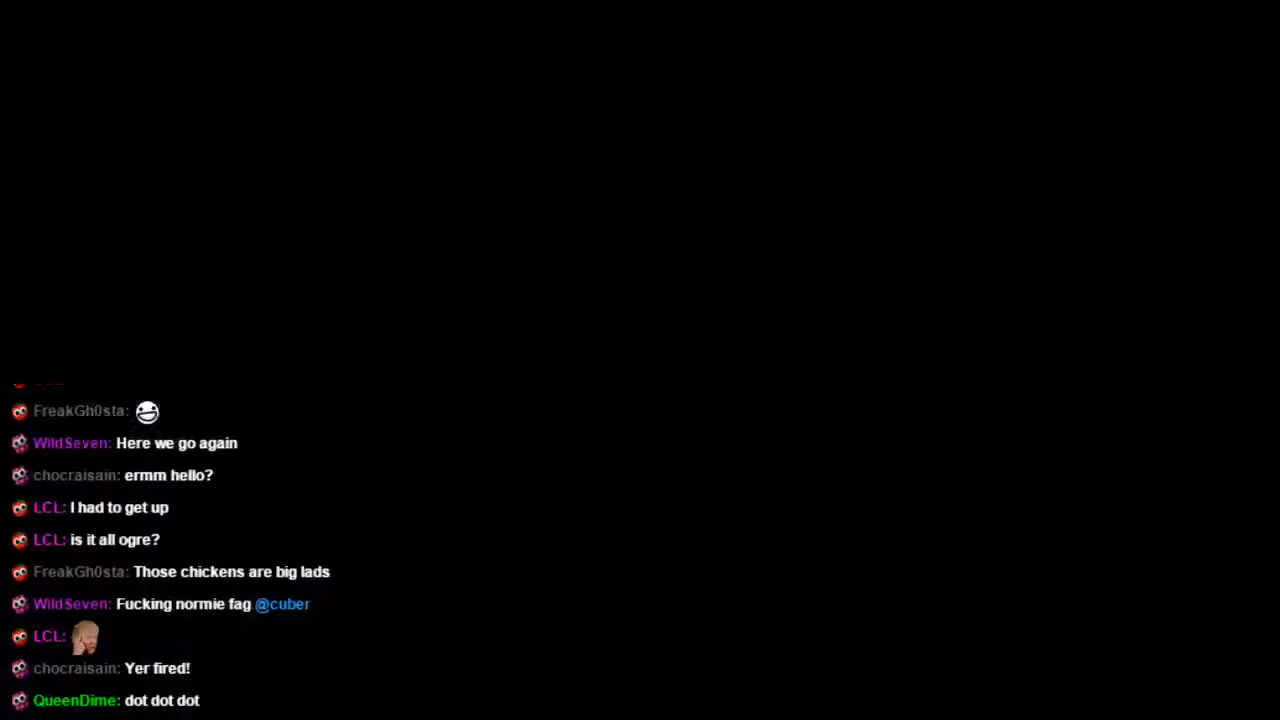 FreakGh0sta:
WildSeven: Here we go again
chocraisain: ermm hello?
LCL: I had to get up
LCL: is it all ogre?
FreakGh0sta: Those chickens are big lads
WildSeven: Fucking normie fag @cuber
LCL:
chocraisain: Yer fired!
QueenDime: dot dot dot